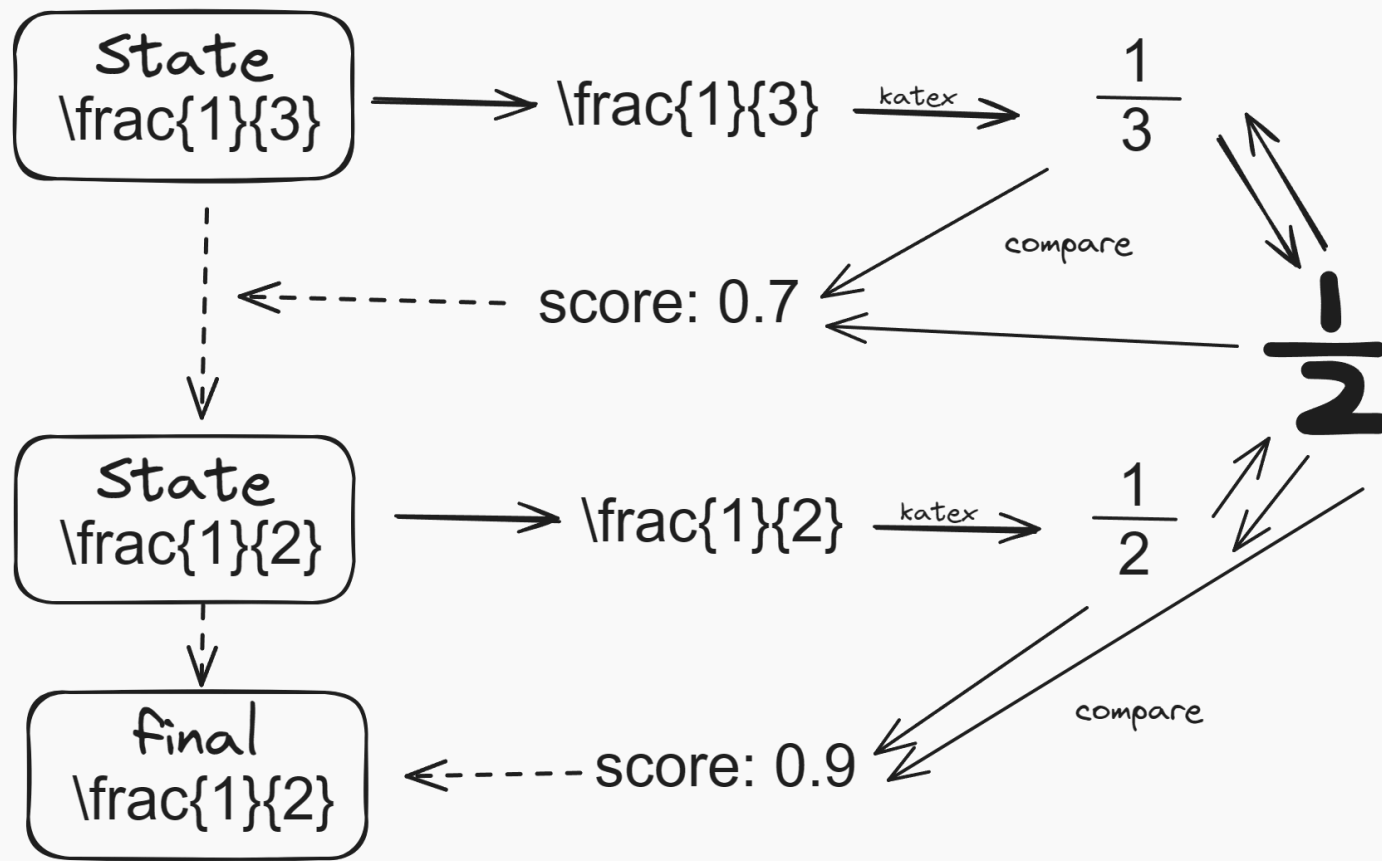 State
\frac{1}{3}
\frac{1}{3}
katex
1
3
compare
score: 0.7
1
2
State
\frac{1}{2}
\frac{1}{2}
katex
1
2
compare
final
\frac{1}{2}
score: 0.9